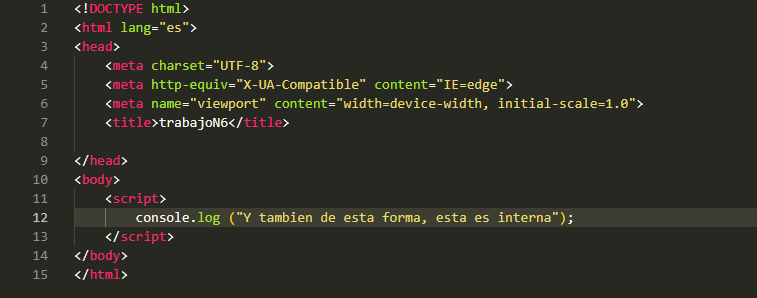 1 <!DOCTYPE html>
2 <html lang="es">
3 <head>
4     <meta charset="UTF-8">
5     <meta http-equiv="X-UA-Compatible" content="IE=edge">
6     <meta name="viewport" content="width=device-width, initial-scale=1.0">
7     <title>trabajoN6</title>
8
9 </head>
10 <body>
11     <script>
12         console.log ("Y tambien de esta forma, esta es interna");
13     </script>
14 </body>
15 </html>